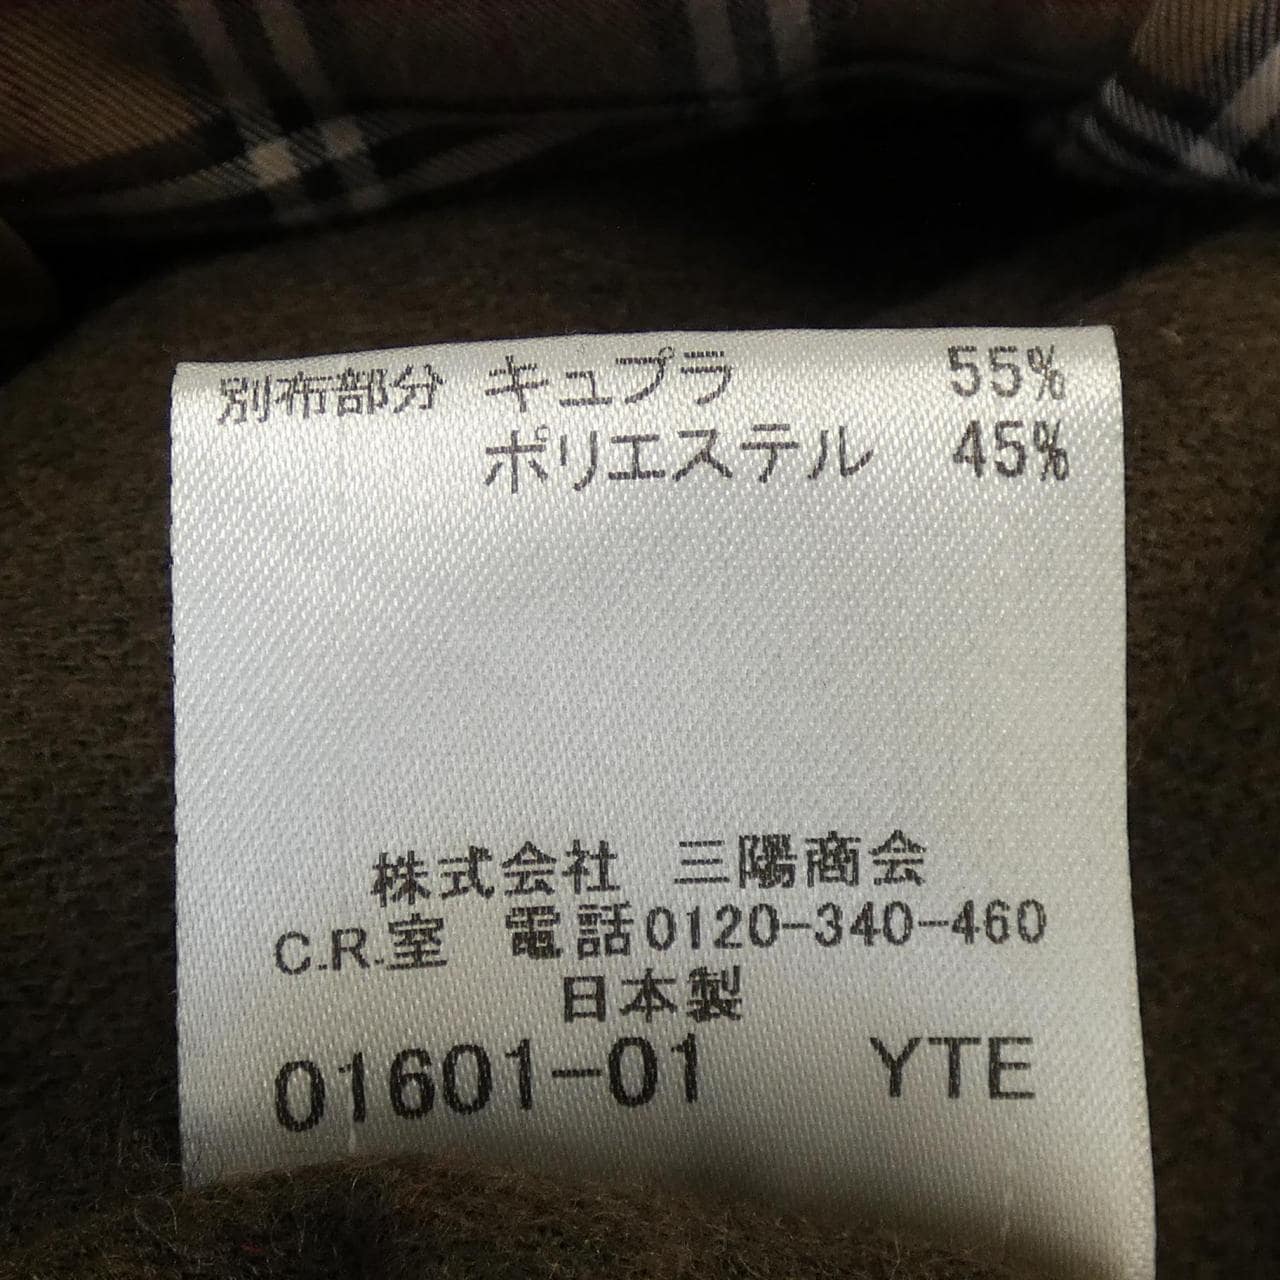 別布部分 キュプラ 55%
ポリエステル 45%
株式会社 三陽商会
C.R.室 電話0120-340-460
日本製
01601-01 YTE